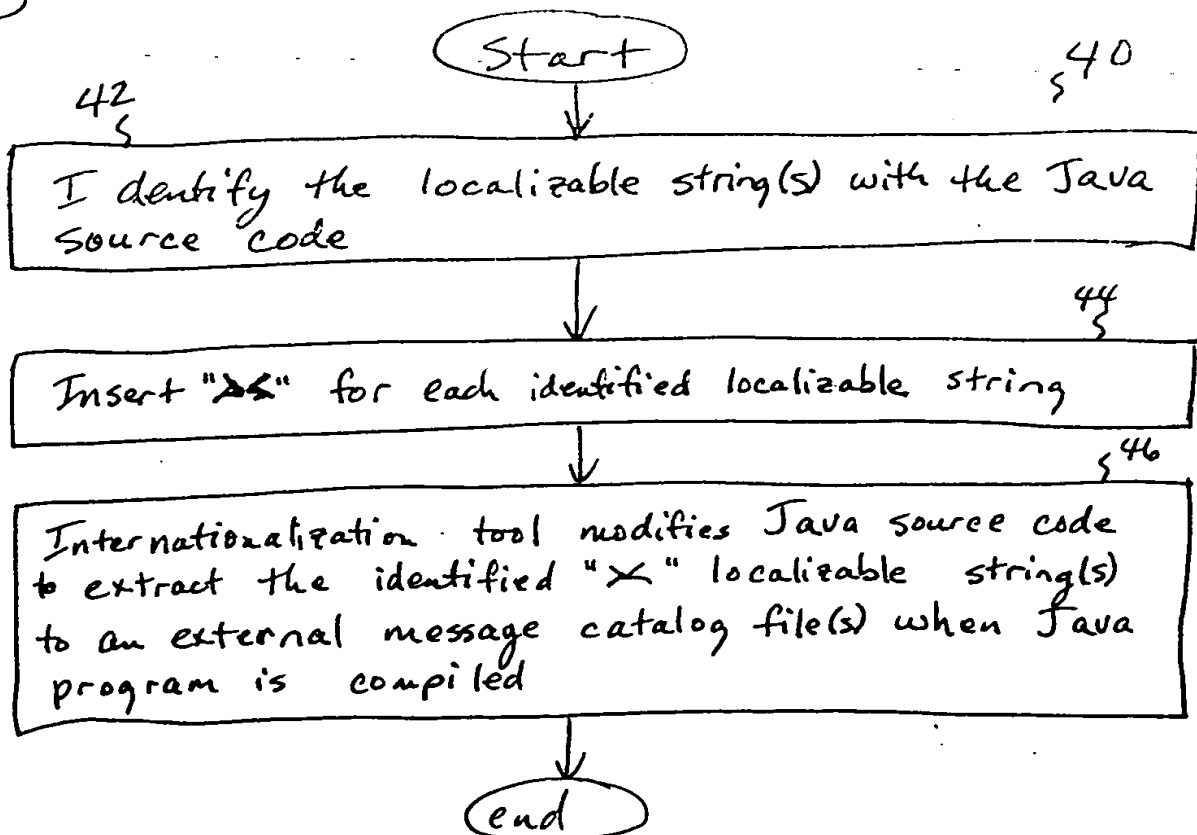 Start
40
42
Identify the localizable string(s) with the Java
source code
44
Insert "X" for each identified localizable string
46
Internationalization tool modifies Java source code
to extract the identified "X" localizable string(s)
to an external message catalog file(s) when Java
program is compiled
end